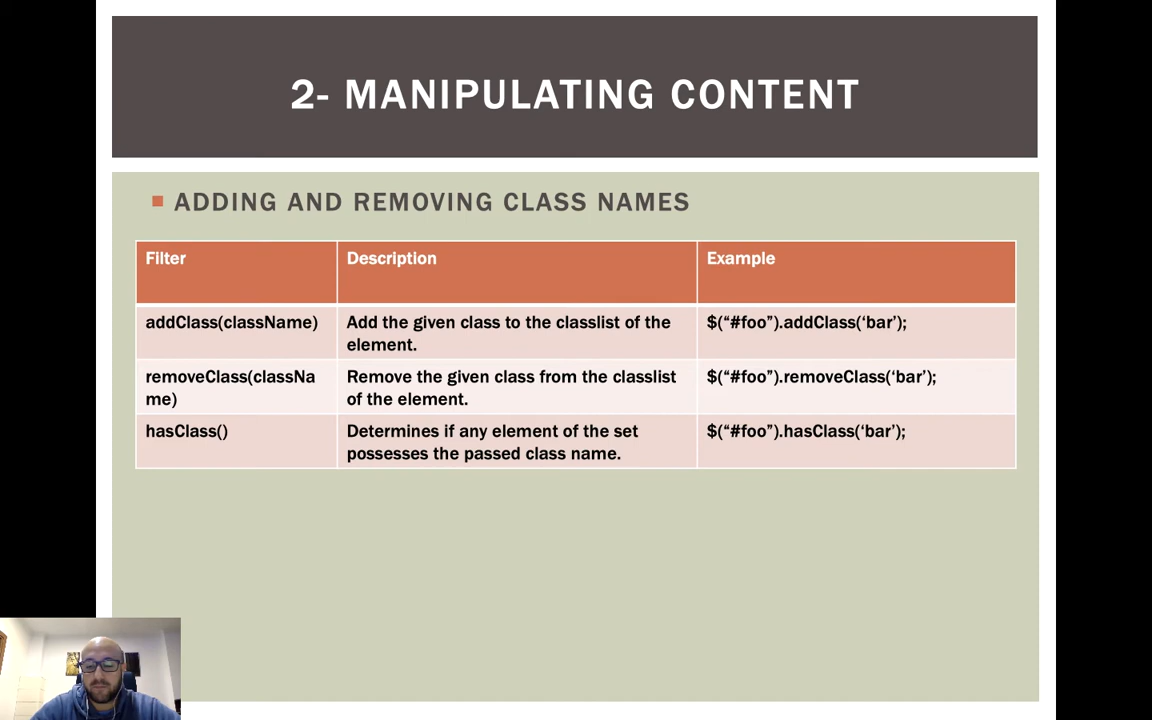 2- MANIPULATING CONTENT
ADDING AND REMOVING CLASS NAMES
Filter
Description
Example
addClass(className)
Add the given class to the classlist of the
element.
$(“#foo”).addClass(‘bar’);
removeClass(classNa
me)
Remove the given class from the classlist
of the element.
$(“#foo”).removeClass(‘bar’);
hasClass()
Determines if any element of the set
possesses the passed class name.
$(“#foo”).hasClass(‘bar’);